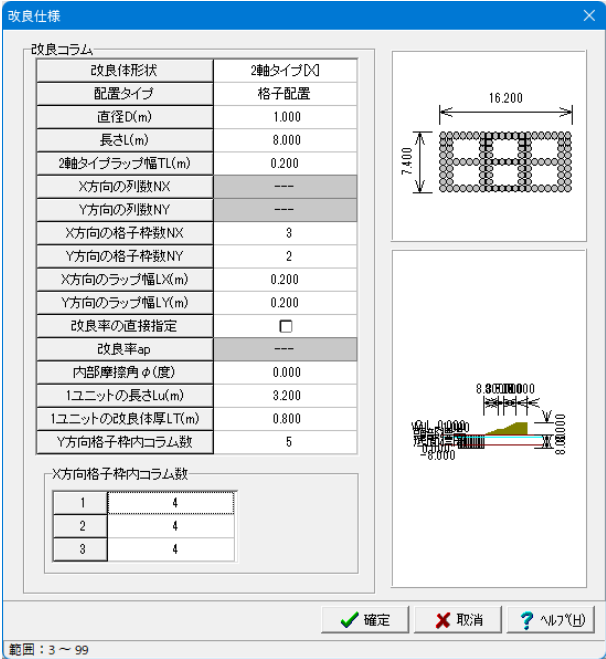 改良仕様
改良コラム
改良体形状 2軸タイプ[X]
配置タイプ 格子配置
直径D(m) 1.000
長さL(m) 8.000
2軸タイプラップ幅TL(m) 0.200
X方向の列数NX ---
Y方向の列数NY ---
X方向の格子枠数NX 3
Y方向の格子枠数NY 2
X方向のラップ幅LX(m) 0.200
Y方向のラップ幅LY(m) 0.200
改良率の直接指定
改良率ap ---
内部摩擦角φ(度) 0.000
1ユニットの長さLu(m) 3.200
1ユニットの改良体厚LT(m) 0.800
Y方向格子枠内コラム数 5
X方向格子枠内コラム数
1 4
2 4
3 4
16.200
7.400
-8.000
確定
取消
ヘルプ(H)
範囲：3 ～ 99